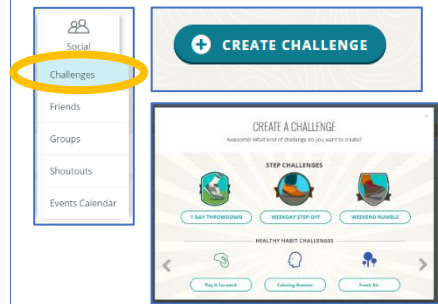 Social
Challenges
Friends
Groups
Shoutouts
Events Calendar
CREATE CHALLENGE
CREATE A CHALLENGE
Awesome! What kind of challenge do you want to create?
STEP CHALLENGES
1 DAY THROWDOWN
WEEKDAY STEP-OFF
WEEKEND RUMBLE
HEALTHY HABIT CHALLENGES
Pay It Forward
Calming Breaks
Fresh Air